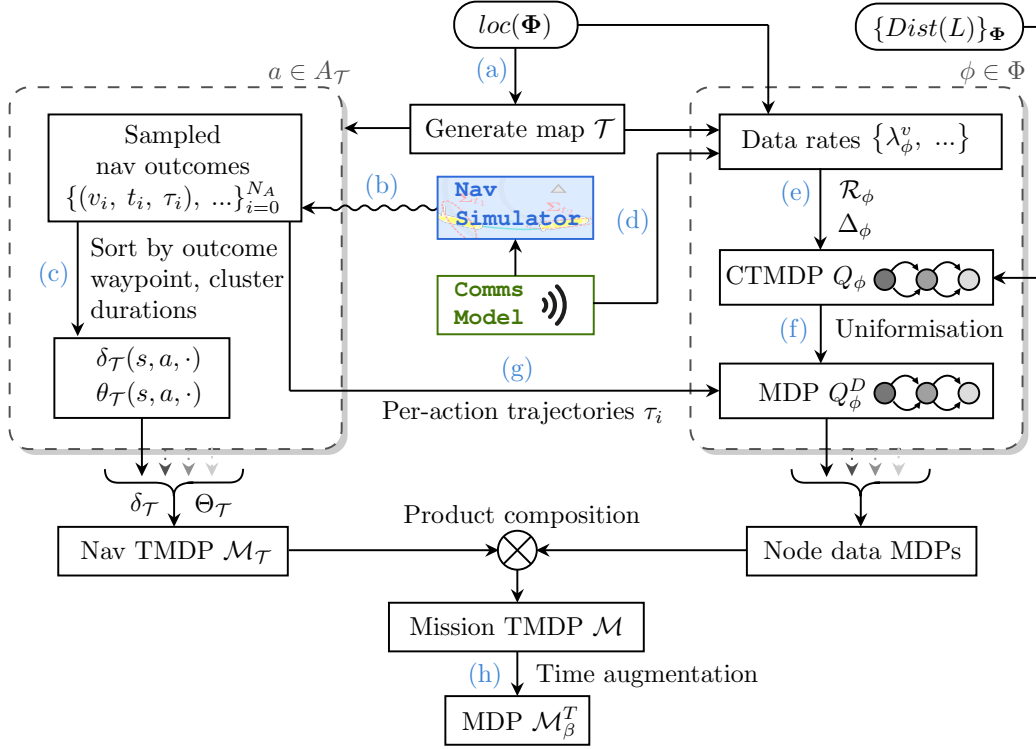 loc(Φ)
{Dist(L)}_Φ
(a)
a ∈ A_𝒯
ϕ ∈ Φ
Generate map 𝒯
Sampled
nav outcomes
{(v_i, t_i, τ_i), ...}_{i=0}^{N_A}
Data rates {λ_ϕ^v, ...}
(b)
Nav
Simulator
Σ_{t_i}
(d)
(e)
ℛ_ϕ
Δ_ϕ
(c)
Sort by outcome
waypoint, cluster
durations
Comms
Model
CTMDP Q_ϕ
(f)
Uniformisation
δ_𝒯(s, a, ·)
θ_𝒯(s, a, ·)
(g)
Per-action trajectories τ_i
MDP Q_ϕ^D
δ_𝒯
Θ_𝒯
Nav TMDP ℳ_𝒯
Product composition
Node data MDPs
Mission TMDP ℳ
(h)
Time augmentation
MDP ℳ_β^T